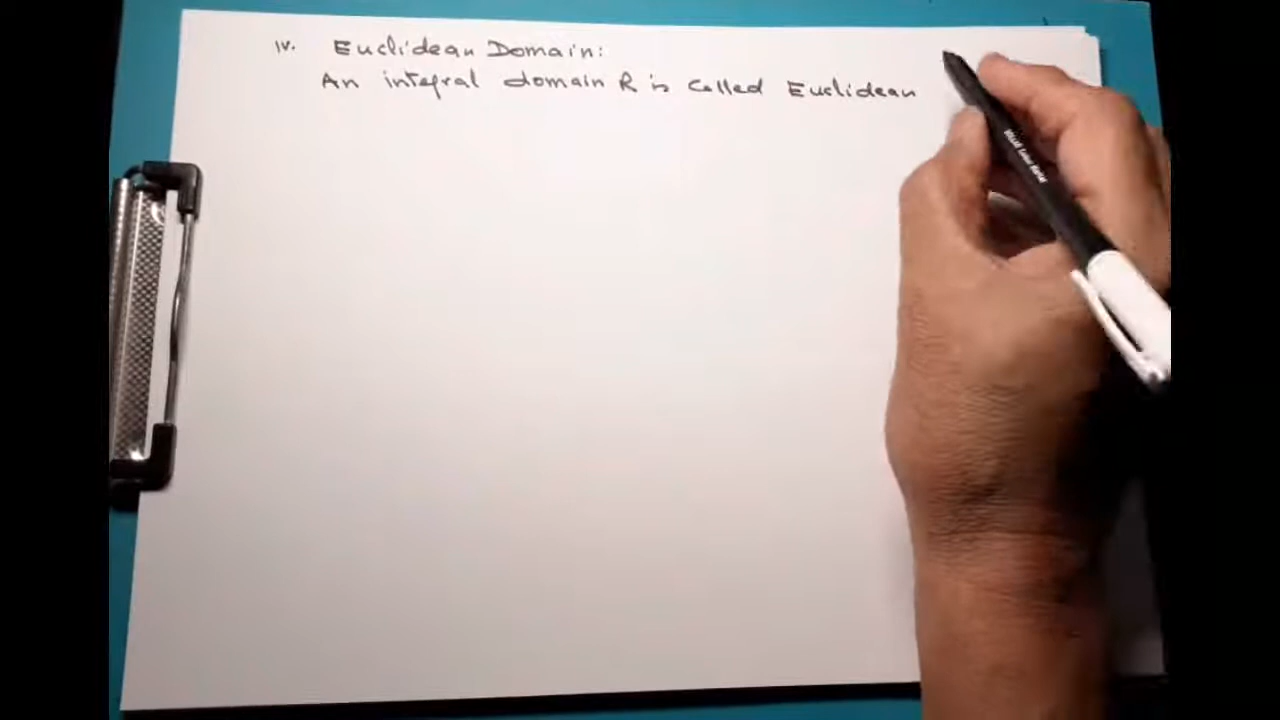 iv. Euclidean Domain:
An integral domain R is called Euclidean